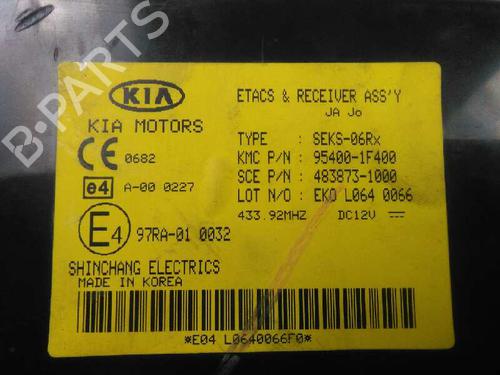 B-PARTS
KIA
KIA MOTORS
ETACS & RECEIVER ASS'Y
JA Jo
CE 0682
TYPE : SEKS-06Rx
KMC P/N : 95400-1F400
e4 A-00 0227
SCE P/N : 483873-1000
LOT N/O : EKO L064 0066
433.92MHZ DC12V
E4 97RA-01 0032
SHINCHANG ELECTRICS
MADE IN KOREA
*E04 L0640066F0*